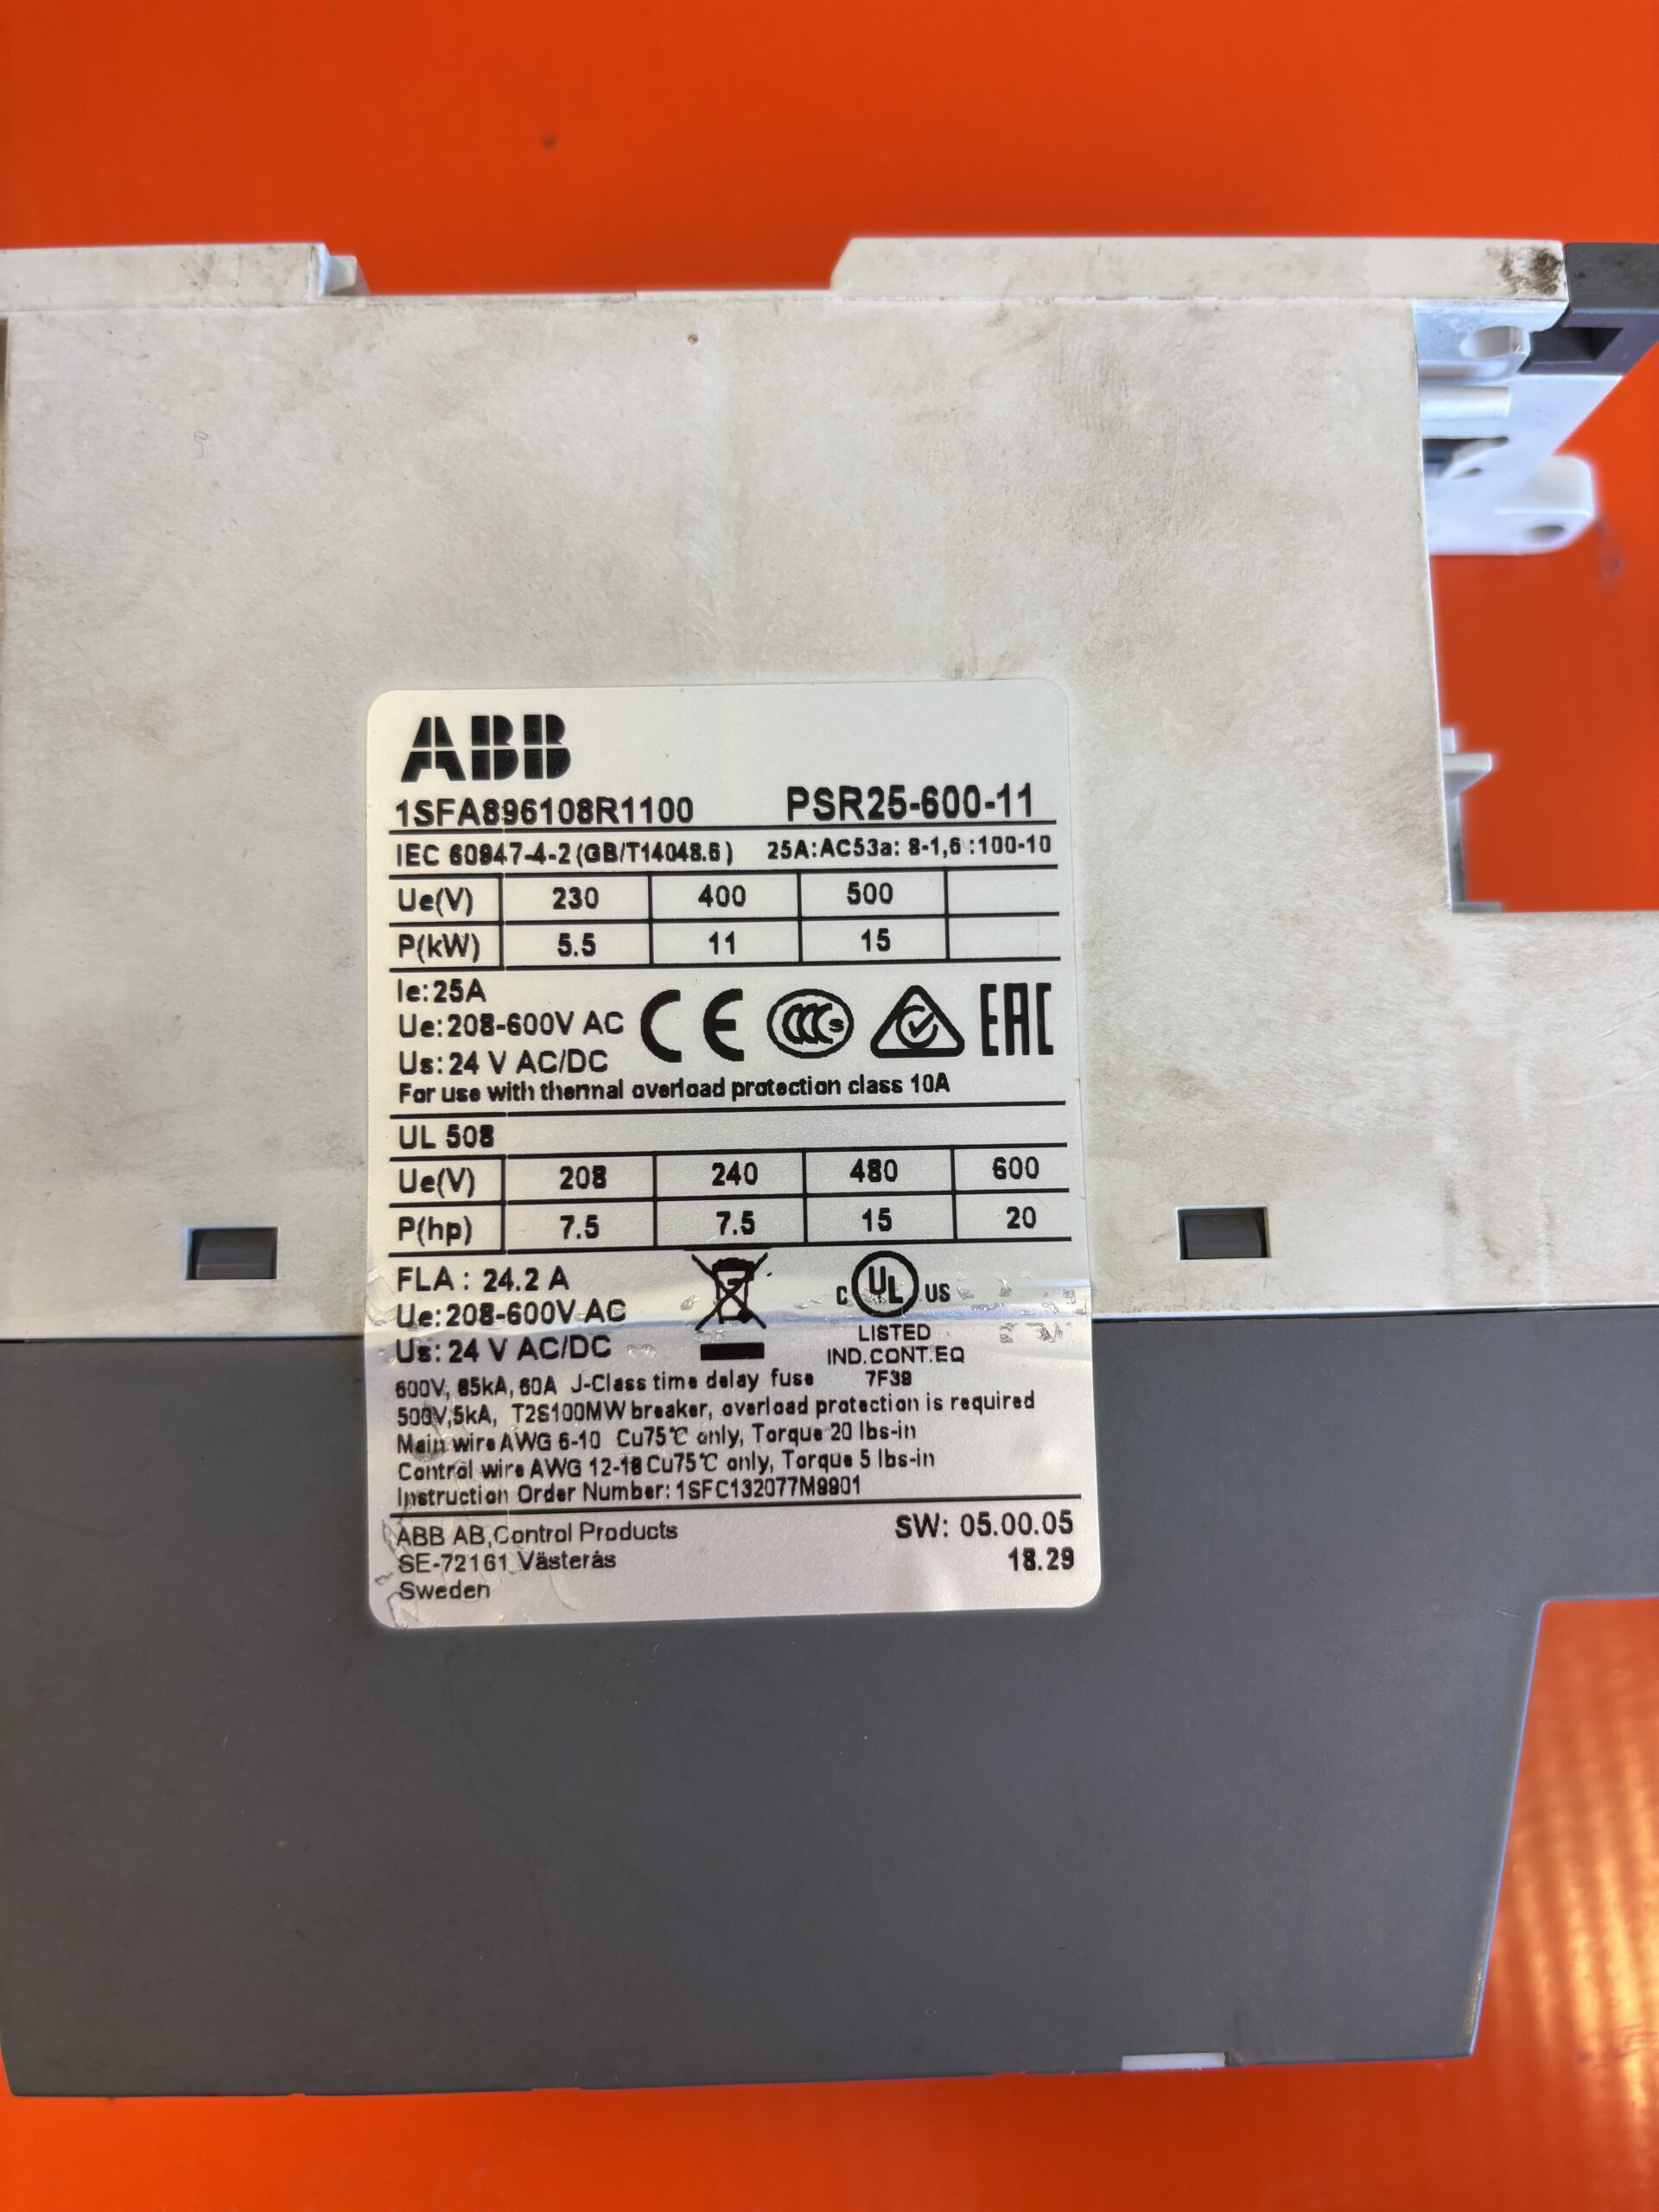 ABB
1SFA896108R1100 PSR25-600-11
IEC 60947-4-2 (GB/T14048.6) 25A:AC53a: 8-1,6 :100-10
Ue(V) 230 400 500
P(kW) 5.5 11 15
Ie: 25A
Ue: 208-600V AC CE CCC S EAC
Us: 24 V AC/DC
For use with thermal overload protection class 10A
UL 508
Ue(V) 208 240 480 600
P(hp) 7.5 7.5 15 20
FLA : 24.2 A
Ue: 208-600V AC C UL US
Us: 24 V AC/DC LISTED
IND.CONT.EQ
600V, 65kA, 60A J-Class time delay fuse 7F39
500V,5kA, T2S100MW breaker, overload protection is required
Main wire AWG 6-10 Cu75℃ only, Torque 20 lbs-in
Control wire AWG 12-18 Cu75℃ only, Torque 5 lbs-in
Instruction Order Number: 1SFC132077M9901
ABB AB,Control Products SW: 05.00.05
SE-72161 Västerås 18.29
Sweden